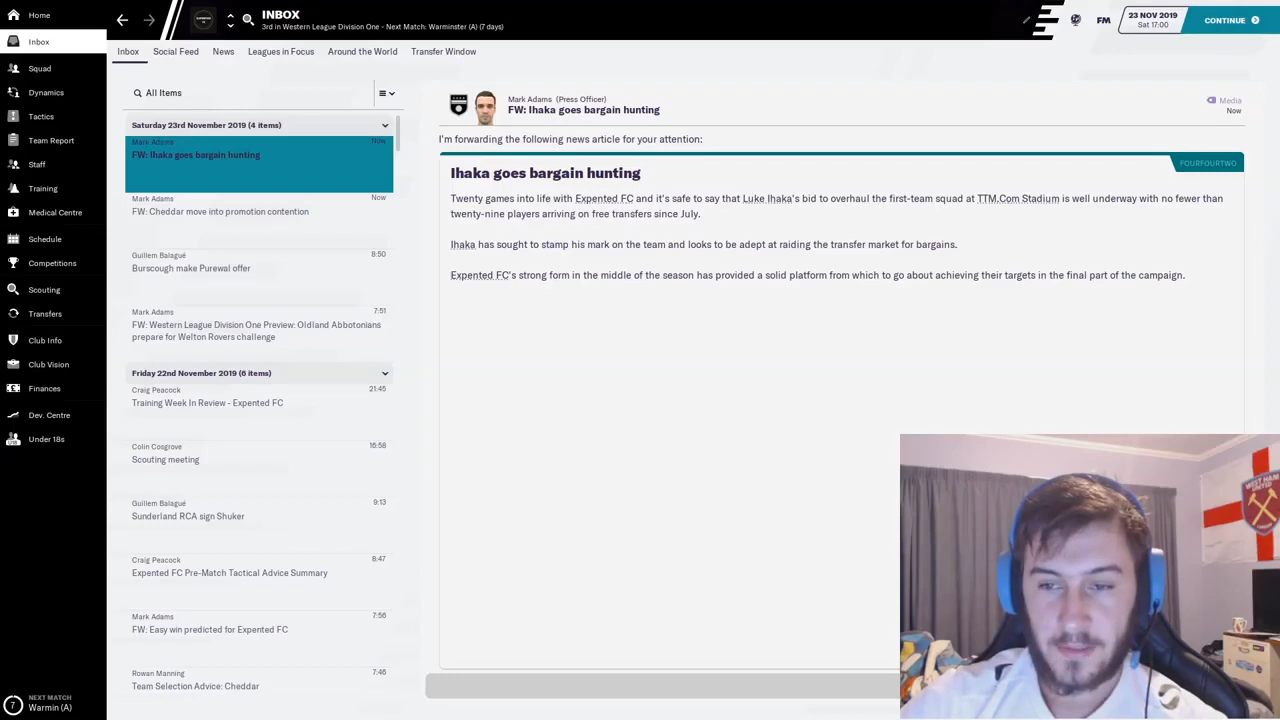 Home
Inbox
Squad
Dynamics
Tactics
Team Report
Staff
Training
Medical Centre
Schedule
Competitions
Scouting
Transfers
Club Info
Club Vision
Finances
Dev. Centre
Under 18s
NEXT MATCH
7 Warmin (A)
INBOX
3rd in Western League Division One - Next Match: Warminster (A) (7 days)
FM
23 NOV 2019
Sat 17:00
CONTINUE
Inbox Social Feed News Leagues in Focus Around the World Transfer Window
All Items
Saturday 23rd November 2019 (4 items)
Mark Adams Now
FW: Ihaka goes bargain hunting
Mark Adams Now
FW: Cheddar move into promotion contention
Guillem Balagué 8:50
Burscough make Purewal offer
Mark Adams 7:51
FW: Western League Division One Preview: Oldland Abbotonians
prepare for Welton Rovers challenge
Friday 22nd November 2019 (6 items)
Craig Peacock 21:45
Training Week In Review - Expented FC
Colin Cosgrove 16:58
Scouting meeting
Guillem Balagué 9:13
Sunderland RCA sign Shuker
Craig Peacock 8:47
Expented FC Pre-Match Tactical Advice Summary
Mark Adams 7:56
FW: Easy win predicted for Expented FC
Rowan Manning 7:46
Team Selection Advice: Cheddar
Mark Adams (Press Officer)
FW: Ihaka goes bargain hunting
Media
Now
I'm forwarding the following news article for your attention:
FOURFOURTWO
Ihaka goes bargain hunting
Twenty games into life with Expented FC and it's safe to say that Luke Ihaka's bid to overhaul the first-team squad at TTM.Com Stadium is well underway with no fewer than
twenty-nine players arriving on free transfers since July.
Ihaka has sought to stamp his mark on the team and looks to be adept at raiding the transfer market for bargains.
Expented FC's strong form in the middle of the season has provided a solid platform from which to go about achieving their targets in the final part of the campaign.
WEST HAM
UNITED